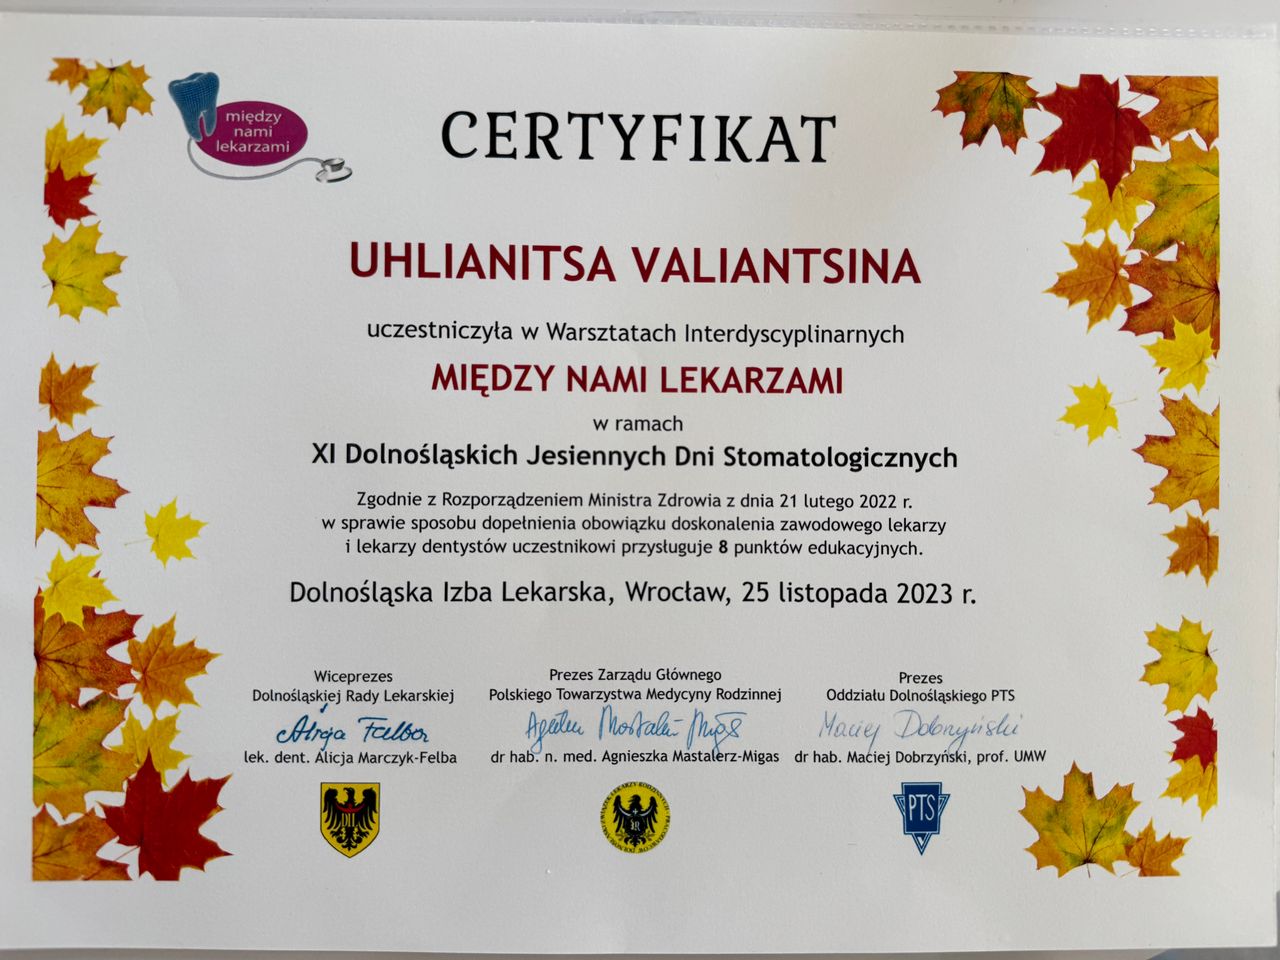 między
nami
lekarzami
CERTYFIKAT
UHLIANITSA VALIANTSINA
uczestniczyła w Warsztatach Interdyscyplinarnych
MIĘDZY NAMI LEKARZAMI
w ramach
XI Dolnośląskich Jesiennych Dni Stomatologicznych
Zgodnie z Rozporządzeniem Ministra Zdrowia z dnia 21 lutego 2022 r.
w sprawie sposobu dopełnienia obowiązku doskonalenia zawodowego lekarzy
i lekarzy dentystów uczestnikowi przysługuje 8 punktów edukacyjnych.
Dolnośląska Izba Lekarska, Wrocław, 25 listopada 2023 r.
Wiceprezes
Dolnośląskiej Rady Lekarskiej
Alicja Felba
lek. dent. Alicja Marczyk-Felba
Prezes Zarządu Głównego
Polskiego Towarzystwa Medycyny Rodzinnej
dr hab. n. med. Agnieszka Mastalerz-Migas
Prezes
Oddziału Dolnośląskiego PTS
Maciej Dobrzyński
dr hab. Maciej Dobrzyński, prof. UMW
PTS